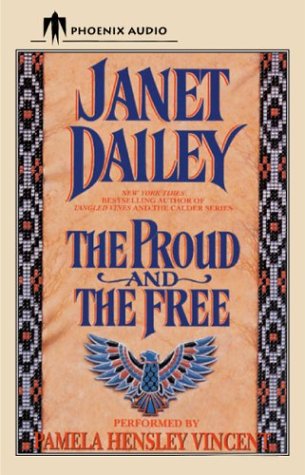 PHOENIX AUDIO
JANET
DAILEY
NEW YORK TIMES
BESTSELLING AUTHOR OF
TANGLED VINES AND THE CALDER SERIES
THE PROUD
AND
THE FREE
PERFORMED BY
PAMELA HENSLEY VINCENT